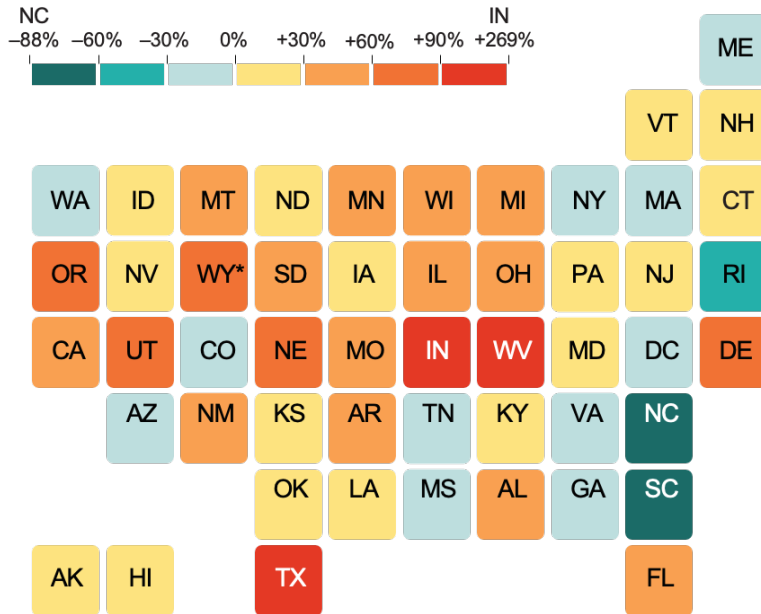 NC IN
–88% –60% –30% 0% +30% +60% +90% +269%
ME
VT NH
WA ID MT ND MN WI MI NY MA CT
OR NV WY* SD IA IL OH PA NJ RI
CA UT CO NE MO IN WV MD DC DE
AZ NM KS AR TN KY VA NC
OK LA MS AL GA SC
AK HI TX FL